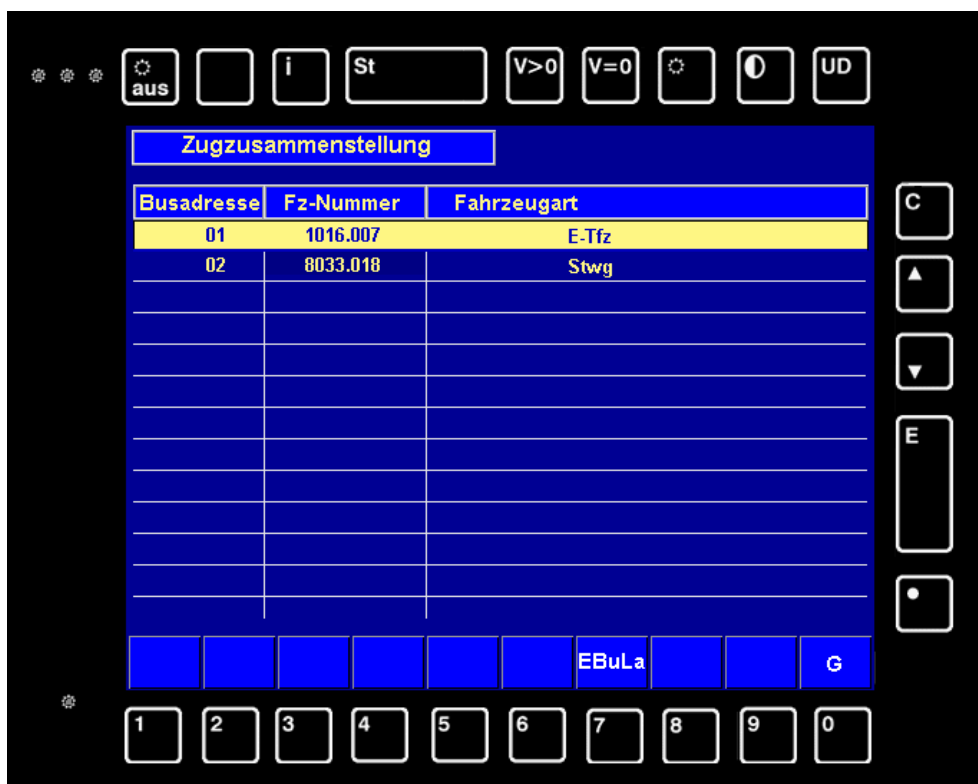 aus i St V>0 V=0 UD
Zugzusammenstellung
Busadresse Fz-Nummer Fahrzeugart
01 1016.007 E-Tfz
02 8033.018 Stwg
C
E
EBuLa G
1 2 3 4 5 6 7 8 9 0